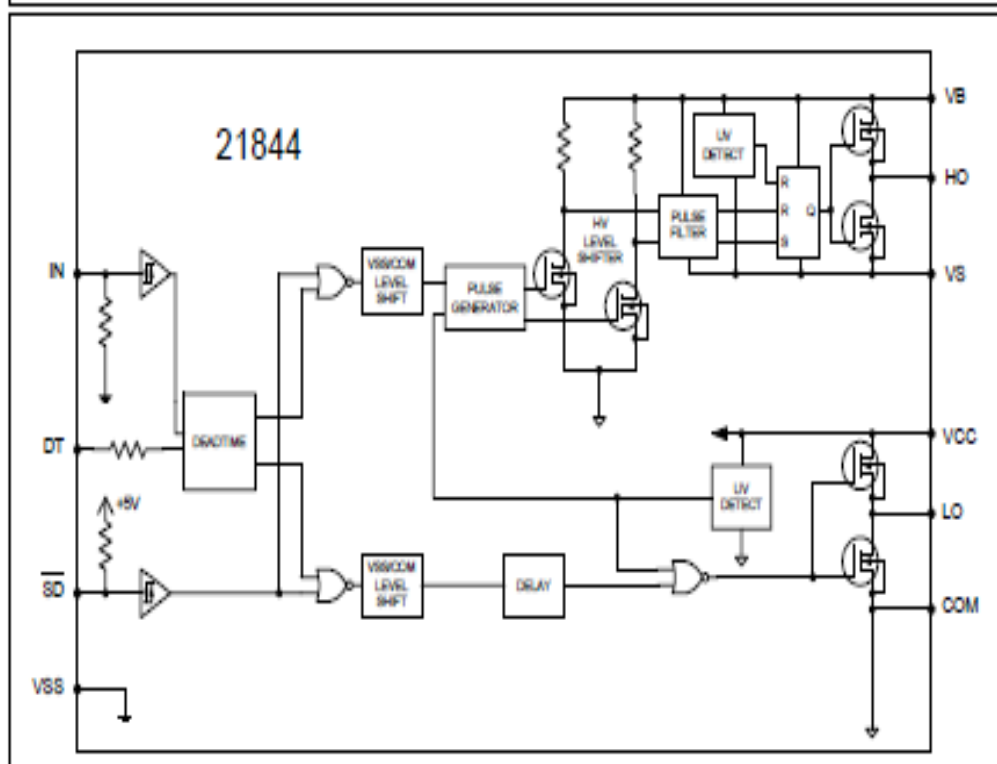 21844
VB
UV
DETECT
HO
R
R
Q
S
PULSE
FILTER
HV
LEVEL
SHIFTER
VS
IN
VSS/COM
LEVEL
SHIFT
PULSE
GENERATOR
DT
DEADTIME
VCC
+5V
UV
DETECT
LO
SD
VSS/COM
LEVEL
SHIFT
DELAY
COM
VSS